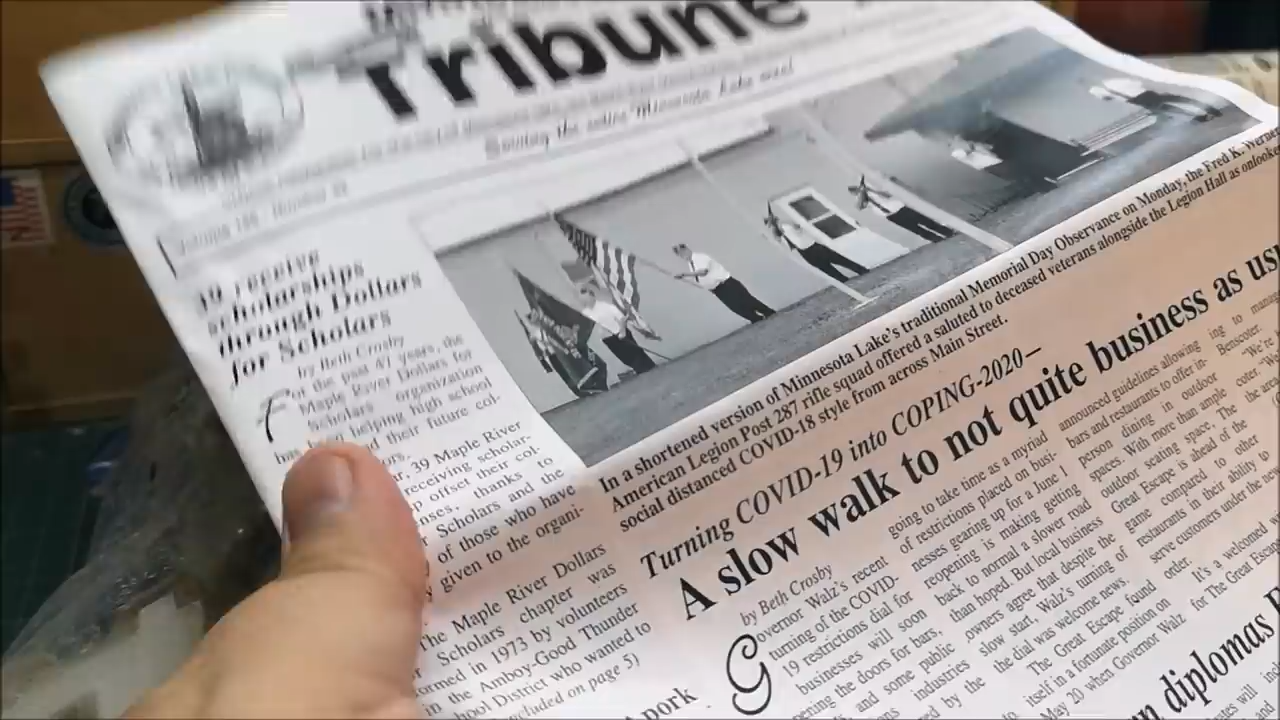 Tribune
Serving the entire Minnesota Lake area!
39 receive
scholarships
through Dollars
for Scholars
by Beth Crosby
For the past 47 years, the
Maple River Dollars for
Scholars organization
helping high school
their future col-
39 Maple River
receiving scholar-
offset their col-
thanks to
Scholars and the
of those who have
given to the organi-
The Maple River Dollars
Scholars chapter was
formed in 1973 by volunteers
in the Amboy-Good Thunder
School District who wanted to
(concluded on page 5)
In a shortened version of Minnesota Lake's traditional Memorial Day Observance on Monday, the Fred K. Werne
American Legion Post 287 rifle squad offered a saluted to deceased veterans alongside the Legion Hall as onlooke
social distanced COVID-18 style from across Main Street.
Turning COVID-19 into COPING-2020—
A slow walk to not quite business as us
by Beth Crosby
Governor Walz's recent
turning of the COVID-
19 restrictions dial for
businesses will soon
the doors for bars,
and some public
industries
by the
going to take time as a myriad
of restrictions placed on busi-
nesses gearing up for a June 1
reopening is making getting
back to normal a slower road
than hoped. But local business
owners agree that despite the
slow start, Walz's turning of
the dial was welcome news.
The Great Escape found
itself in a fortunate position on
May 20 when Governor Walz
announced guidelines allowing
bars and restaurants to offer in-
person dining in outdoor
spaces. With more than ample
outdoor seating space, The
Great Escape is ahead of the
game compared to other
restaurants in their ability to
serve customers under the new
order.
It's a welcomed
for The Great Escape
ing to
Benscoter.
"We're
diplomas
pork